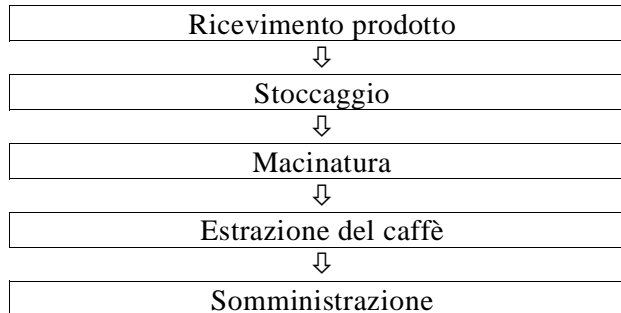 Ricevimento prodotto
⇩
Stoccaggio
⇩
Macinatura
⇩
Estrazione del caffè
⇩
Somministrazione